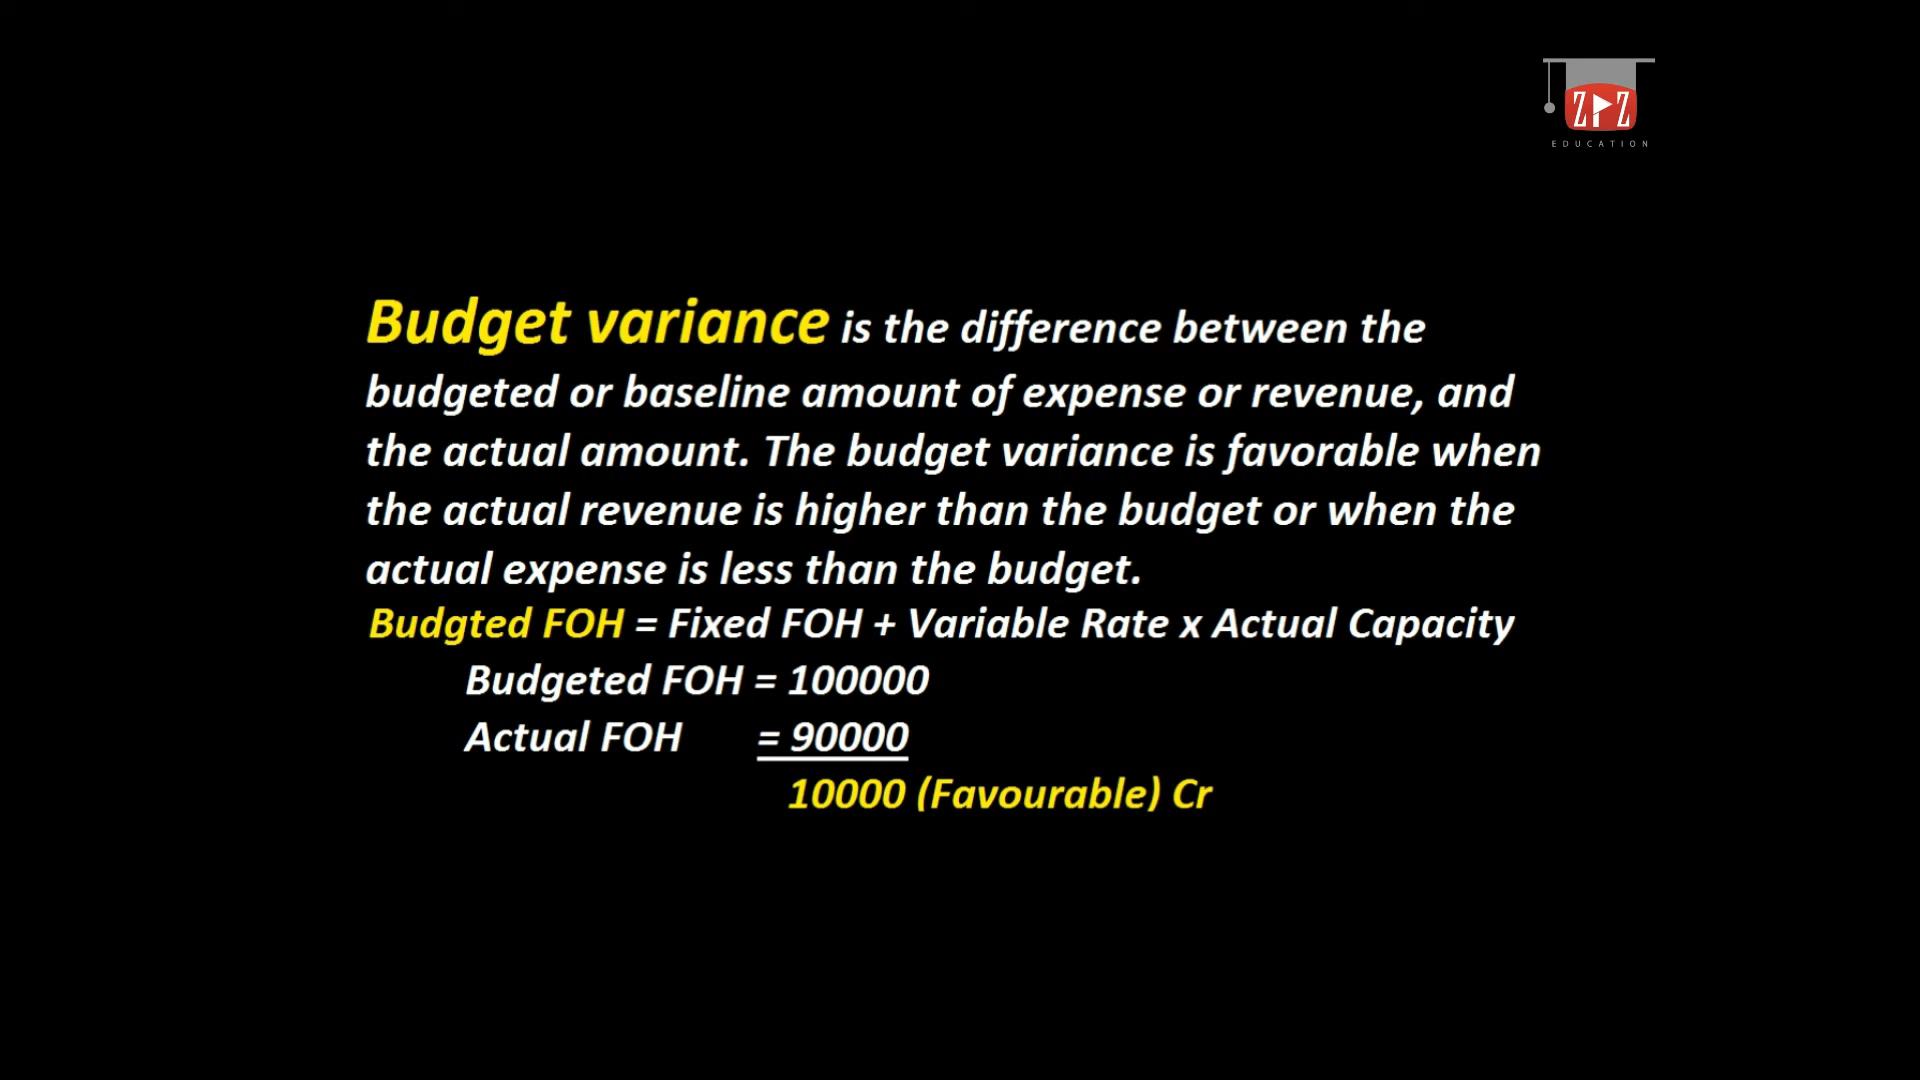 ZPZ
EDUCATION
Budget variance is the difference between the
budgeted or baseline amount of expense or revenue, and
the actual amount. The budget variance is favorable when
the actual revenue is higher than the budget or when the
actual expense is less than the budget.
Budgted FOH = Fixed FOH + Variable Rate x Actual Capacity
Budgeted FOH = 100000
Actual FOH = 90000
10000 (Favourable) Cr